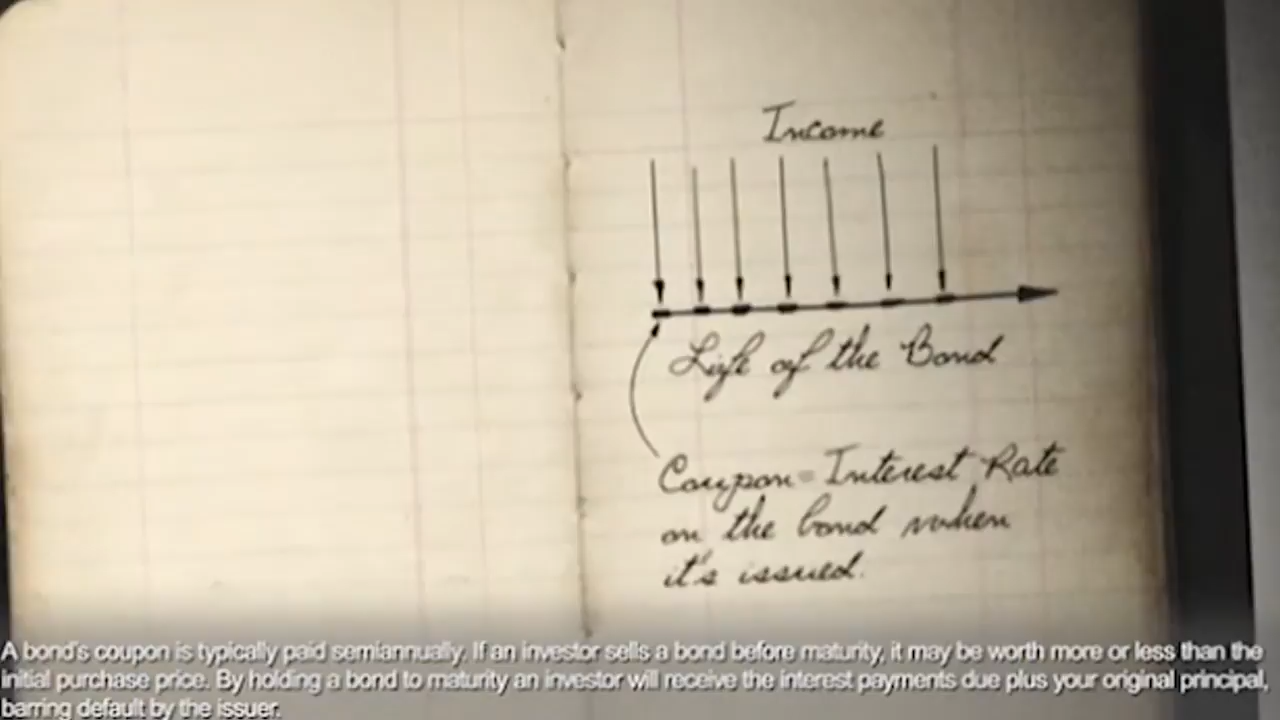 Income
Life of the Bond
Coupon = Interest Rate
on the bond when
it's issued.
A bond's coupon is typically paid semiannually. If an investor sells a bond before maturity, it may be worth more or less than the
initial purchase price. By holding a bond to maturity an investor will receive the interest payments due plus your original principal,
barring default by the issuer.